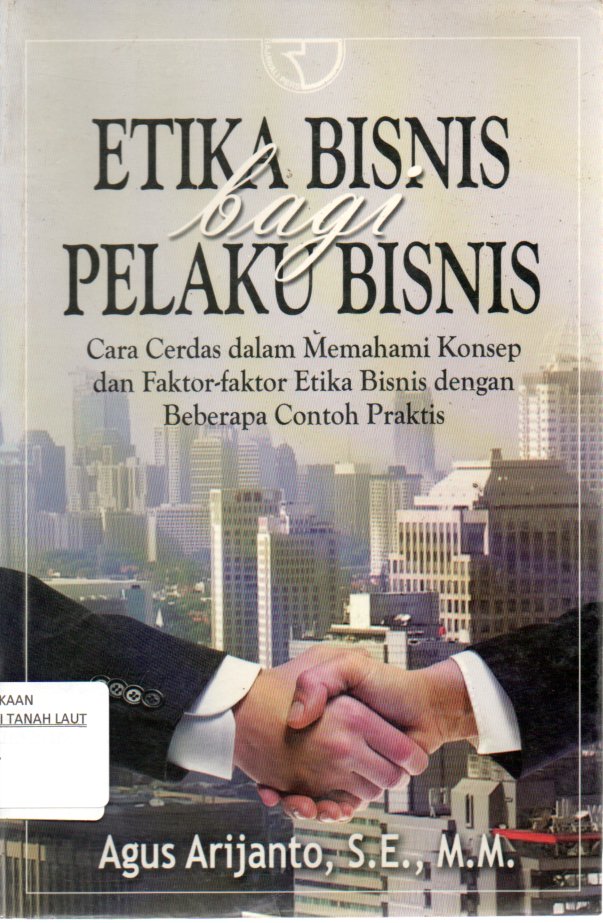 ETIKA BISNIS
bagi
PELAKU BISNIS
Cara Cerdas dalam Memahami Konsep
dan Faktor-faktor Etika Bisnis dengan
Beberapa Contoh Praktis
KAAN
I TANAH LAUT
Agus Arijanto, S.E., M.M.